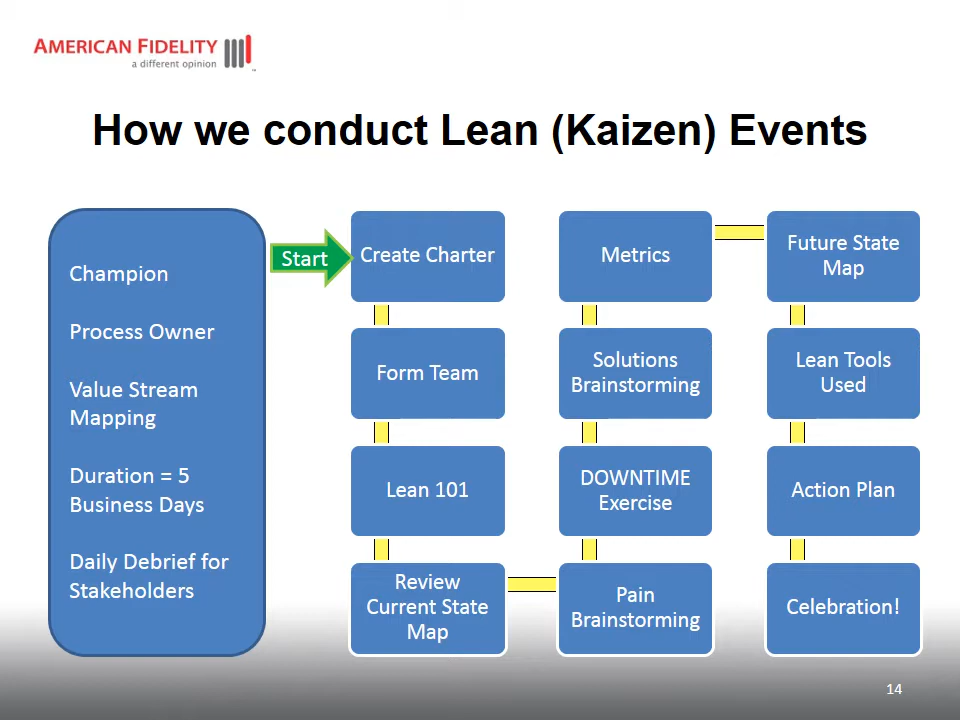 AMERICAN FIDELITY
a different opinion
™
How we conduct Lean (Kaizen) Events
Champion
Process Owner
Value Stream
Mapping
Duration = 5
Business Days
Daily Debrief for
Stakeholders
Start
Create Charter
Form Team
Lean 101
Review
Current State
Map
Pain
Brainstorming
DOWNTIME
Exercise
Solutions
Brainstorming
Metrics
Future State
Map
Lean Tools
Used
Action Plan
Celebration!
14